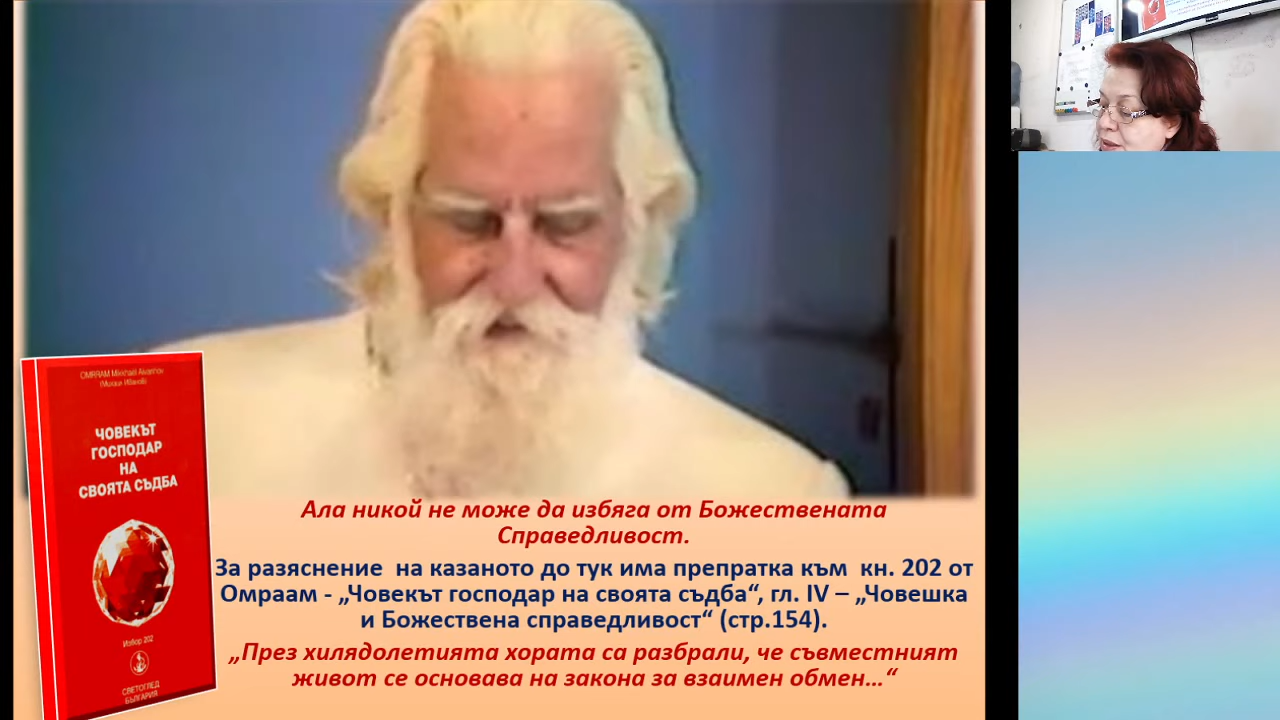 OMRAAM Mikhaël Aïvanhov
ЧОВЕКЪТ
ГОСПОДАР
НА
СВОЯТА СЪДБА
Избор 202
СВЕТОГЛЕД
БЪЛГАРИЯ
Ала никой не може да избяга от Божествената
Справедливост.
За разяснение на казаното до тук има препратка към кн. 202 от
Омраам - „Човекът господар на своята съдба“, гл. IV – „Човешка
и Божествена справедливост“ (стр.154).
„През хилядолетията хората са разбрали, че съвместният
живот се основава на закона за взаимен обмен...“